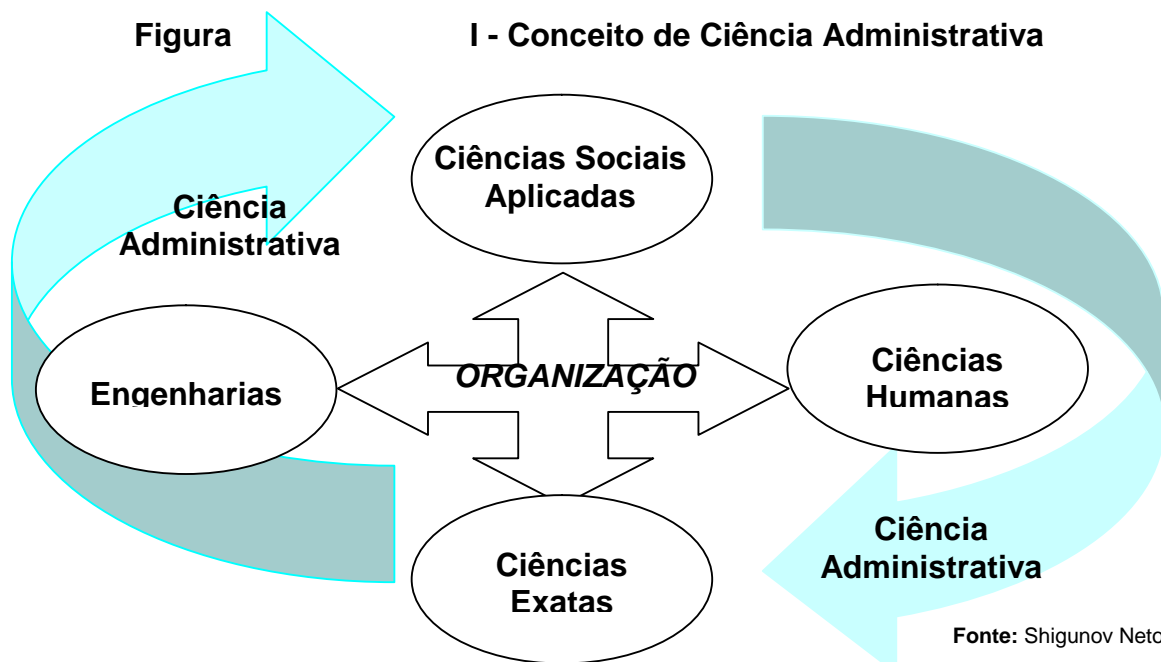 Figura I - Conceito de Ciência Administrativa
Ciências Sociais
Aplicadas
Ciência
Administrativa
Engenharias
ORGANIZAÇÃO
Ciências
Humanas
Ciências
Exatas
Ciência
Administrativa
Fonte: Shigunov Neto